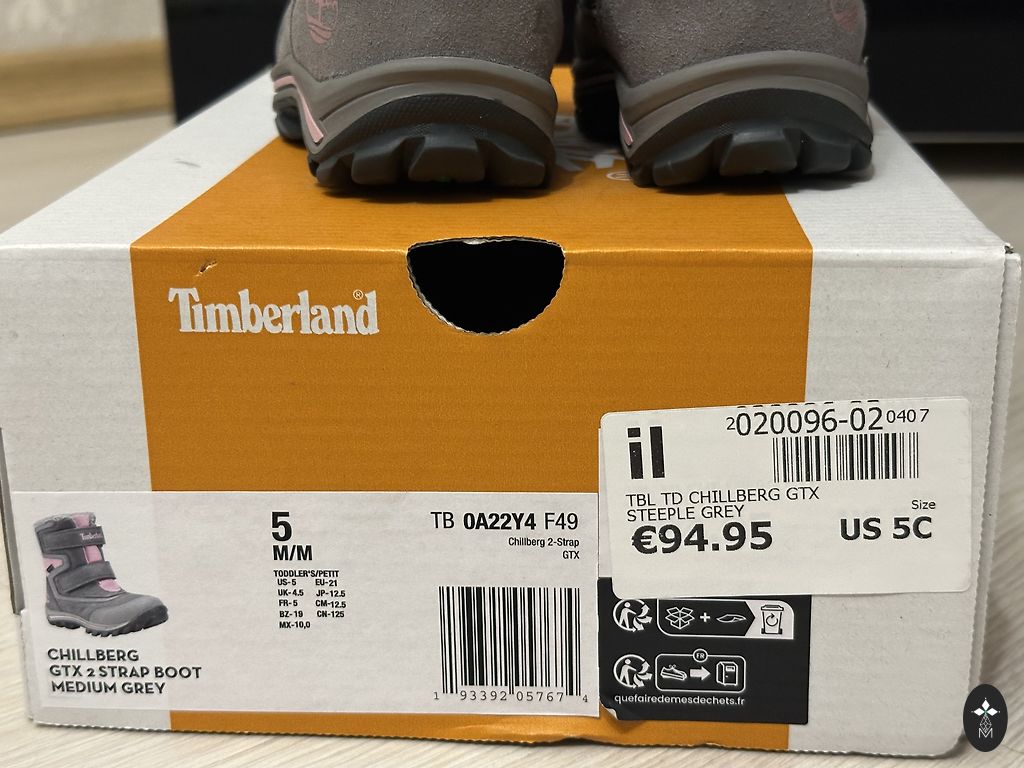 Timberland®
Timberland
5
M/M
TODDLER'S/PETIT
US-5 EU-21
UK-4.5 JP-12.5
FR-5 CM-12.5
BZ-19 CN-125
MX-10,0
TB 0A22Y4 F49
Chillberg 2-Strap
GTX
1 93392 05767 4
CHILLBERG
GTX 2 STRAP BOOT
MEDIUM GREY
il
2020096-020407
TBL TD CHILLBERG GTX
STEEPLE GREY
€94.95
Size
US 5C
+
FR
quefairedemesdechets.fr
M